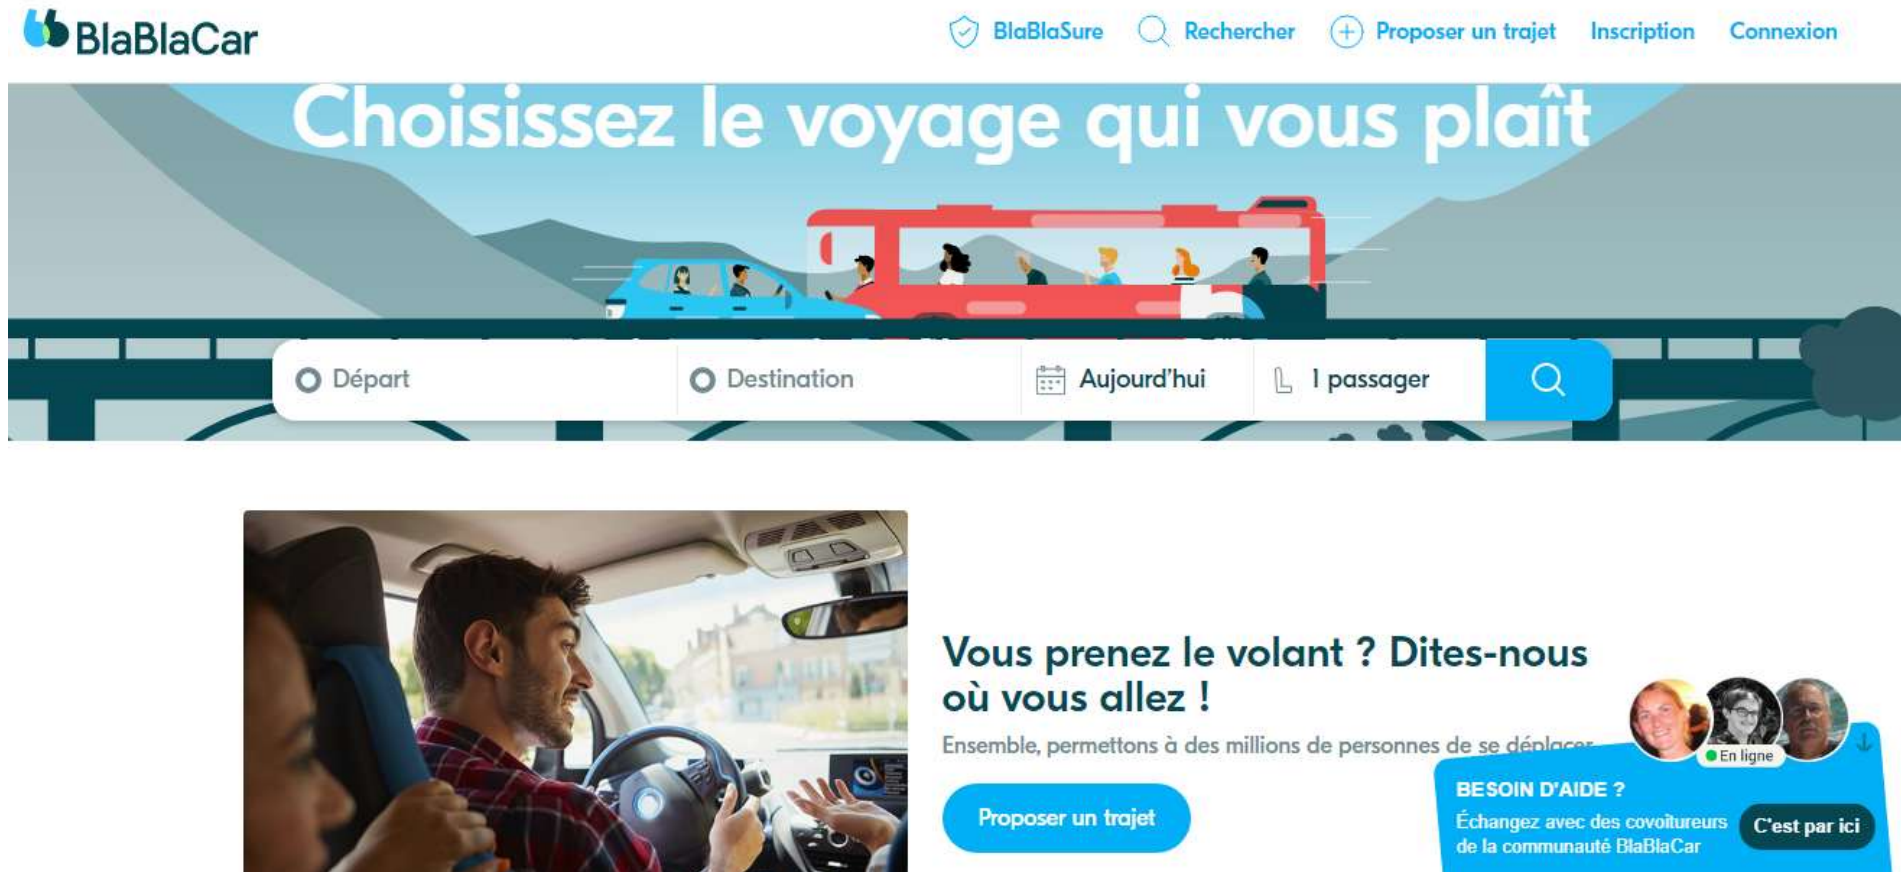 BlaBlaCar
BlaBlaSure
Rechercher
Proposer un trajet
Inscription
Connexion
Choisissez le voyage qui vous plaît
Départ
Destination
Aujourd'hui
1 passager
Vous prenez le volant ? Dites-nous
où vous allez !
Ensemble, permettons à des millions de personnes de se déplacer
Proposer un trajet
En ligne
BESOIN D'AIDE ?
Échangez avec des covoitureurs
de la communauté BlaBlaCar
C'est par ici